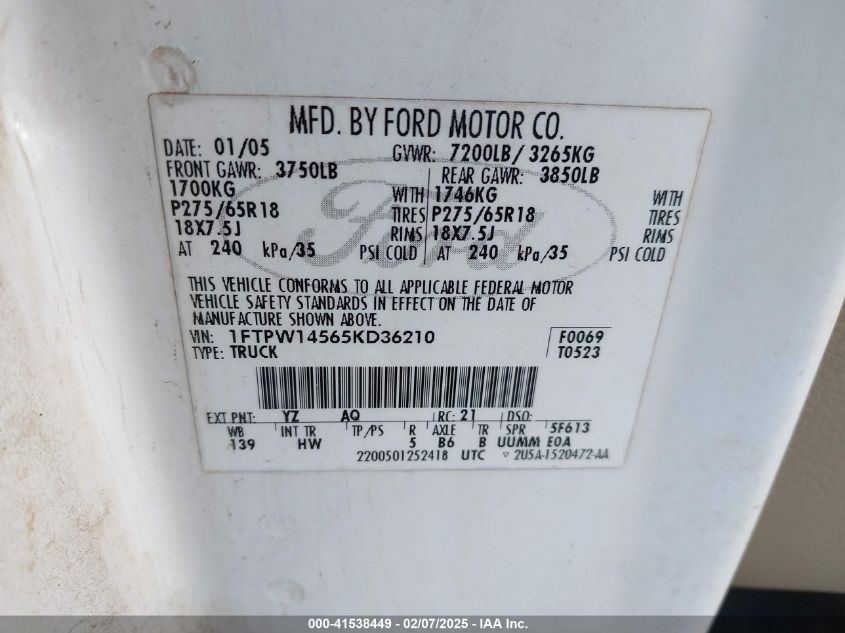 MFD. BY FORD MOTOR CO.
DATE: 01/05 GVWR: 7200LB/ 3265KG
FRONT GAWR: 3750LB REAR GAWR: 3850LB
1700KG WITH 1746KG WITH
P275/65R18 TIRES P275/65R18 TIRES
18X7.5J RIMS 18X7.5J RIMS
AT 240 kPa/35 PSI COLD AT 240 kPa/35 PSI COLD
Ford
THIS VEHICLE CONFORMS TO ALL APPLICABLE FEDERAL MOTOR
VEHICLE SAFETY STANDARDS IN EFFECT ON THE DATE OF
MANUFACTURE SHOWN ABOVE.
VIN: 1FTPW14565KD36210 F0069
TYPE: TRUCK T0523
EXT PNT: YZ AQ RC: 21 DSO:
WB INT TR TP/PS R AXLE TR SPR 5F613
139 HW 5 B6 B UUMM E0A
2200501252418 UTC ▽ 2U5A-1520472-AA
000-41538449 - 02/07/2025 - IAA Inc.